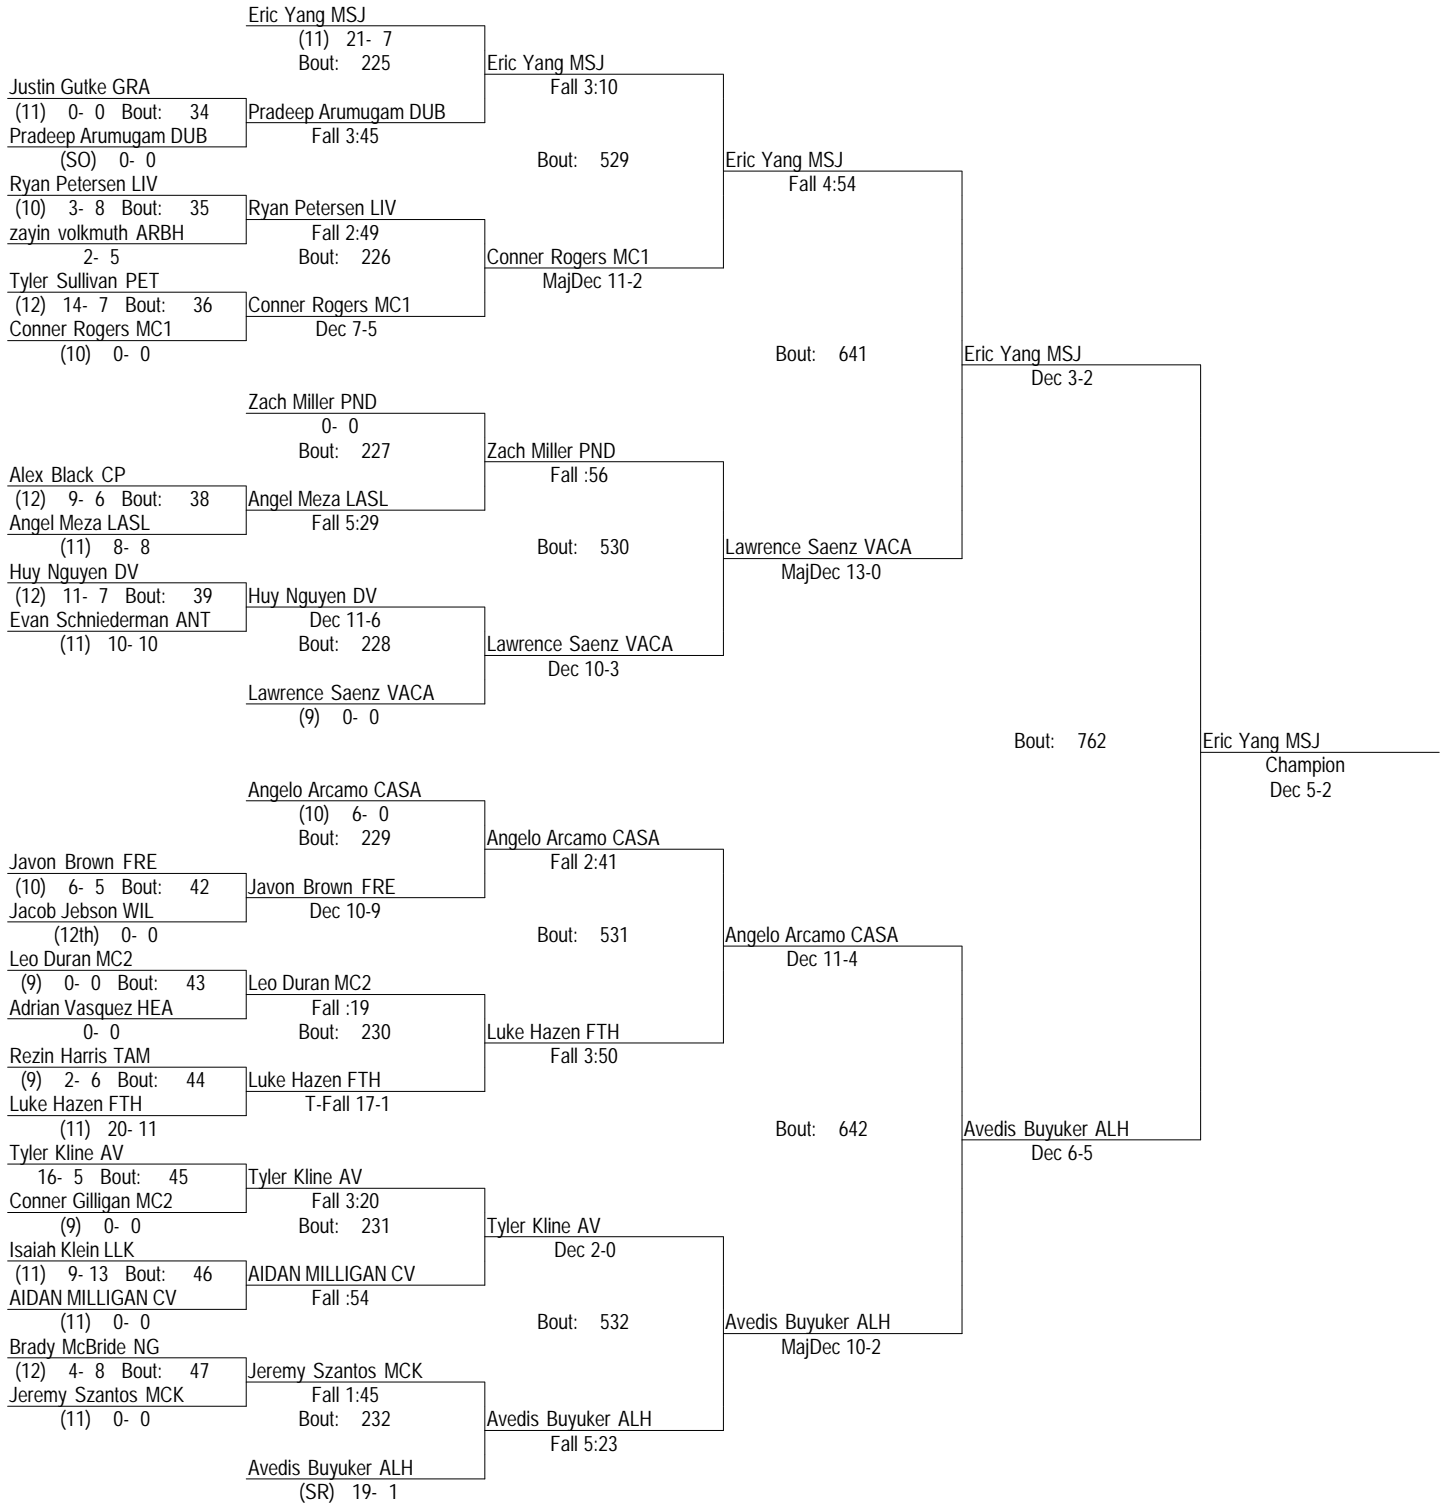 Eric Yang MSJ
(11) 21- 7
Bout: 225
Eric Yang MSJ
Fall 3:10
Justin Gutke GRA
(11) 0- 0 Bout: 34
Pradeep Arumugam DUB
Pradeep Arumugam DUB
Fall 3:45
(SO) 0- 0
Bout: 529
Eric Yang MSJ
Fall 4:54
Ryan Petersen LIV
(10) 3- 8 Bout: 35
Ryan Petersen LIV
zayin volkmuth ARBH
Fall 2:49
2- 5
Bout: 226
Conner Rogers MC1
MajDec 11-2
Tyler Sullivan PET
(12) 14- 7 Bout: 36
Conner Rogers MC1
Conner Rogers MC1
Dec 7-5
(10) 0- 0
Bout: 641
Eric Yang MSJ
Dec 3-2
Zach Miller PND
0- 0
Bout: 227
Zach Miller PND
Fall :56
Alex Black CP
(12) 9- 6 Bout: 38
Angel Meza LASL
Angel Meza LASL
Fall 5:29
(11) 8- 8
Bout: 530
Lawrence Saenz VACA
MajDec 13-0
Huy Nguyen DV
(12) 11- 7 Bout: 39
Huy Nguyen DV
Evan Schniederman ANT
Dec 11-6
(11) 10- 10
Bout: 228
Lawrence Saenz VACA
Dec 10-3
Lawrence Saenz VACA
(9) 0- 0
Bout: 762
Eric Yang MSJ
Champion
Dec 5-2
Angelo Arcamo CASA
(10) 6- 0
Bout: 229
Angelo Arcamo CASA
Fall 2:41
Javon Brown FRE
(10) 6- 5 Bout: 42
Javon Brown FRE
Jacob Jebson WIL
Dec 10-9
(12th) 0- 0
Bout: 531
Angelo Arcamo CASA
Dec 11-4
Leo Duran MC2
(9) 0- 0 Bout: 43
Leo Duran MC2
Adrian Vasquez HEA
Fall :19
0- 0
Bout: 230
Luke Hazen FTH
Fall 3:50
Rezin Harris TAM
(9) 2- 6 Bout: 44
Luke Hazen FTH
Luke Hazen FTH
T-Fall 17-1
(11) 20- 11
Bout: 642
Avedis Buyuker ALH
Dec 6-5
Tyler Kline AV
16- 5 Bout: 45
Tyler Kline AV
Conner Gilligan MC2
Fall 3:20
(9) 0- 0
Bout: 231
Tyler Kline AV
Dec 2-0
Isaiah Klein LLK
(11) 9- 13 Bout: 46
AIDAN MILLIGAN CV
AIDAN MILLIGAN CV
Fall :54
(11) 0- 0
Bout: 532
Avedis Buyuker ALH
MajDec 10-2
Brady McBride NG
(12) 4- 8 Bout: 47
Jeremy Szantos MCK
Jeremy Szantos MCK
Fall 1:45
(11) 0- 0
Bout: 232
Avedis Buyuker ALH
Fall 5:23
Avedis Buyuker ALH
(SR) 19- 1